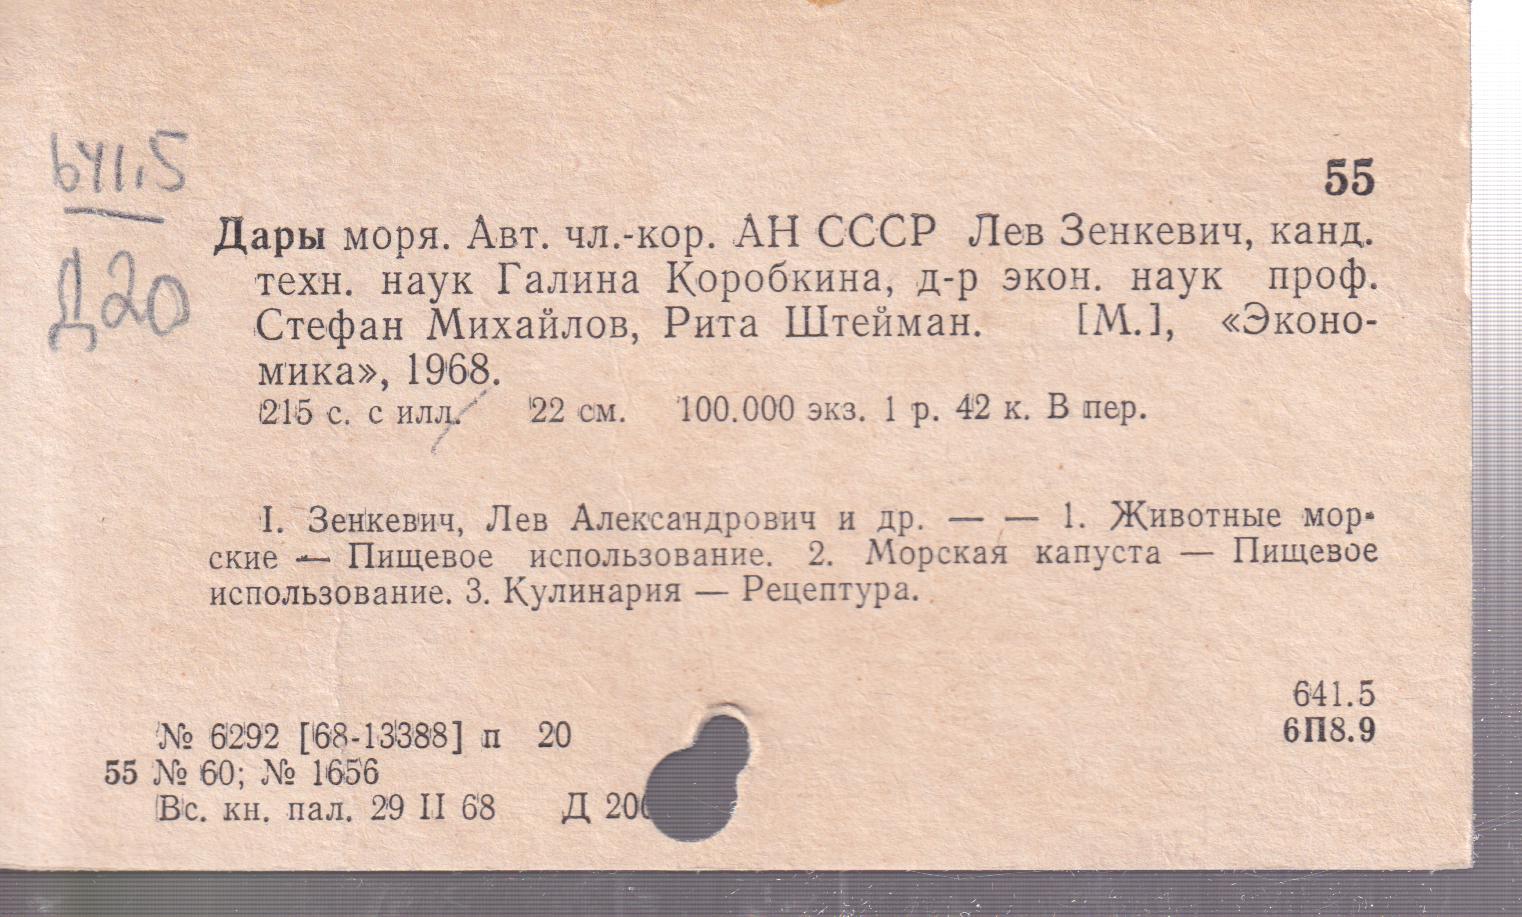 641.5
Д20
55
Дары моря. Авт. чл.-кор. АН СССР Лев Зенкевич, канд.
техн. наук Галина Коробкина, д-р экон. наук проф.
Стефан Михайлов, Рита Штейман. [М.], «Эконо-
мика», 1968.
215 с. с илл. 22 см. 100.000 экз. 1 р. 42 к. В пер.
I. Зенкевич, Лев Александрович и др. — — 1. Животные мор-
ские — Пищевое использование. 2. Морская капуста — Пищевое
использование. 3. Кулинария — Рецептура.
641.5
6П8.9
№ 6292 [68-13388] п 20
55 № 60; № 1656
Вс. кн. пал. 29 II 68 Д 20